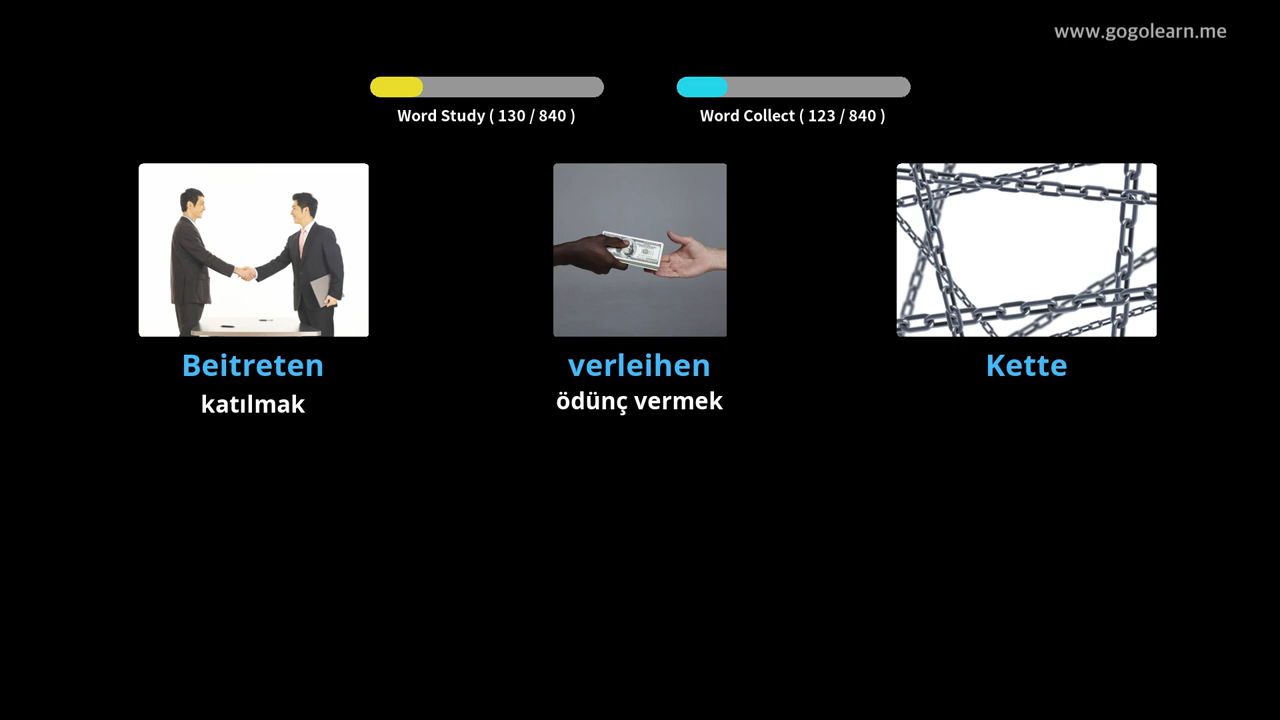 www.gogolearn.me
Word Study ( 130 / 840 )
Word Collect ( 123 / 840 )
Beitreten
katılmak
verleihen
ödünç vermek
Kette